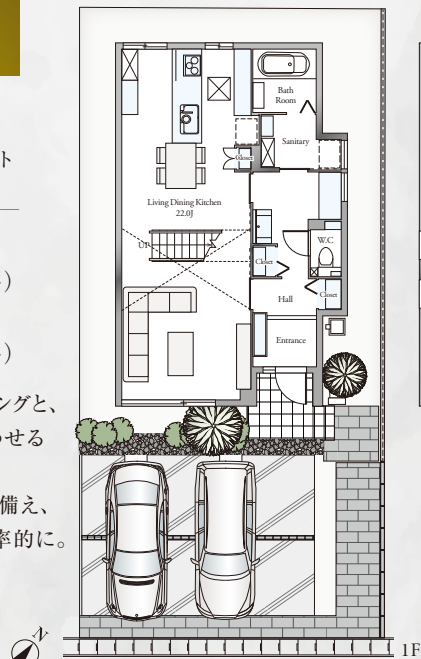 ト
)
)
ングと、
わせる
備え、
率的に。
Bath
Room
Sanitary
Closet
Living Dining Kitchen
22.0J
UP
W.C
Closet
Hall
Closet
Entrance
N
1F